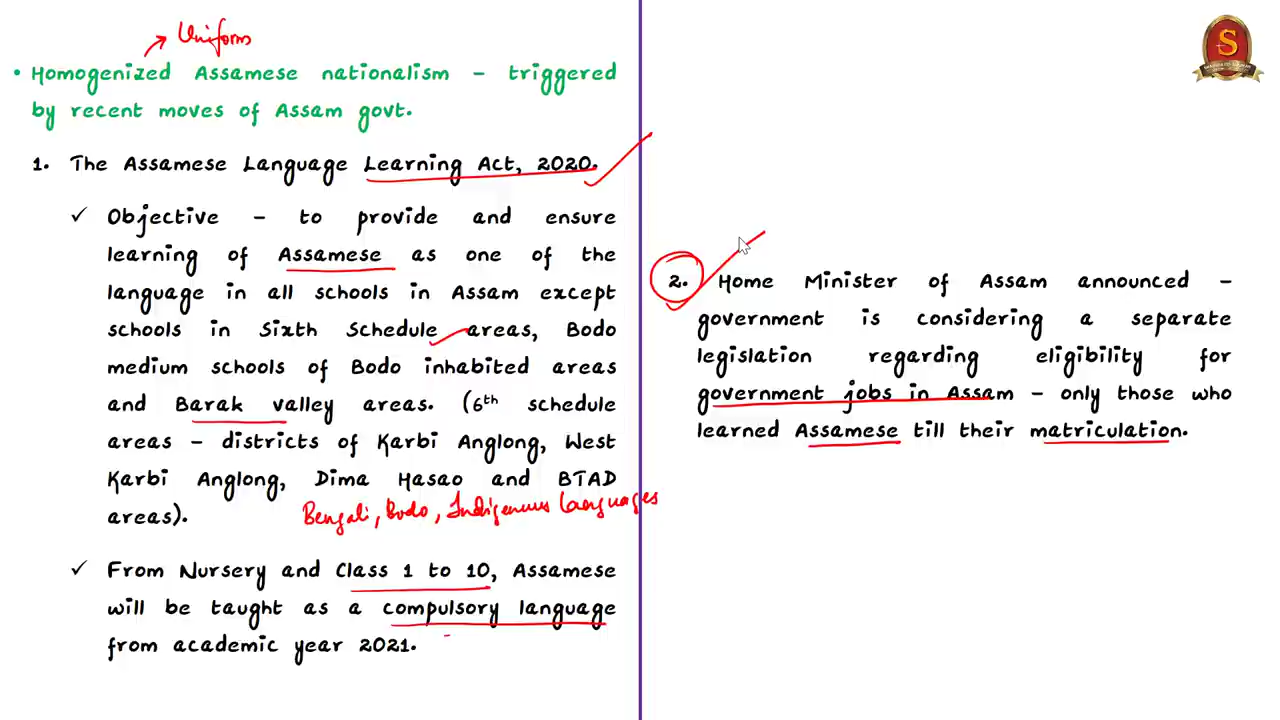 Uniform
• Homogenized Assamese nationalism – triggered
by recent moves of Assam govt.
1. The Assamese Language Learning Act, 2020.
✓ Objective – to provide and ensure
learning of Assamese as one of the
language in all schools in Assam except
schools in Sixth Schedule areas, Bodo
medium schools of Bodo inhabited areas
and Barak valley areas. (6th schedule
areas – districts of Karbi Anglong, West
Karbi Anglong, Dima Hasao and BTAD
areas).
Bengali, Bodo, Indigenous languages
✓ From Nursery and Class 1 to 10, Assamese
will be taught as a compulsory language
from academic year 2021.
2. Home Minister of Assam announced –
government is considering a separate
legislation regarding eligibility for
government jobs in Assam – only those who
learned Assamese till their matriculation.
S